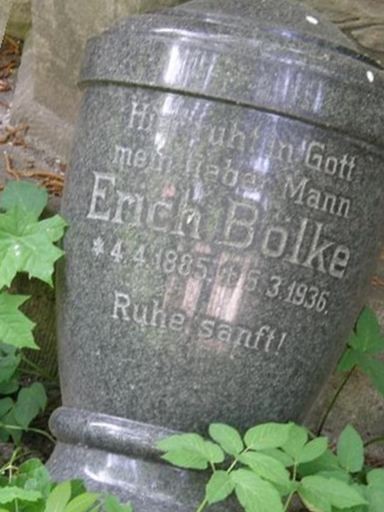 Hier ruht in Gott
mein lieber Mann
Erich Bölke
* 4.4.1885. † 6.3.1936.
Ruhe sanft!